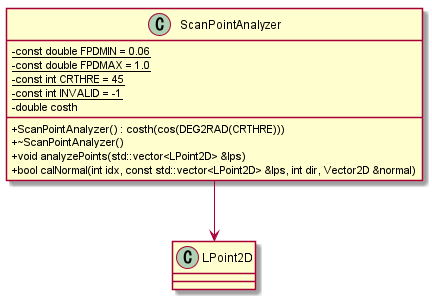 C ScanPointAnalyzer
-const double FPDMIN = 0.06
-const double FPDMAX = 1.0
-const int CRTHRE = 45
-const int INVALID = -1
-double costh
+ScanPointAnalyzer() : costh(cos(DEG2RAD(CRTHRE)))
+~ScanPointAnalyzer()
+void analyzePoints(std::vector<LPoint2D> &lps)
+bool calNormal(int idx, const std::vector<LPoint2D> &lps, int dir, Vector2D &normal)
C LPoint2D